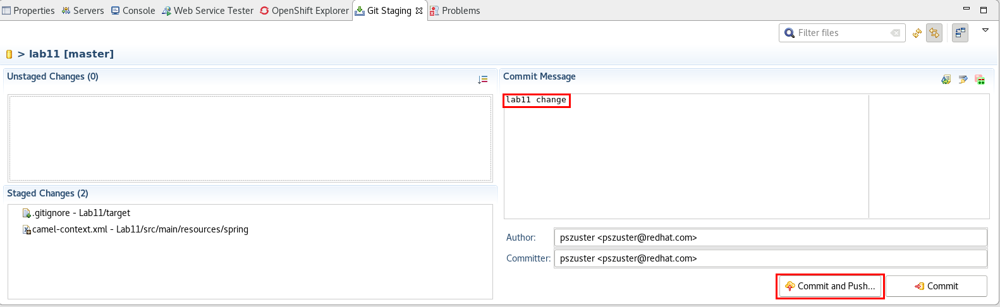 Properties Servers Console Web Service Tester OpenShift Explorer Git Staging Problems
Filter files
> lab11 [master]
Unstaged Changes (0)
Staged Changes (2)
.gitignore - Lab11/target
camel-context.xml - Lab11/src/main/resources/spring
Commit Message
lab11 change
Author: pszuster <pszuster@redhat.com>
Committer: pszuster <pszuster@redhat.com>
Commit and Push... Commit